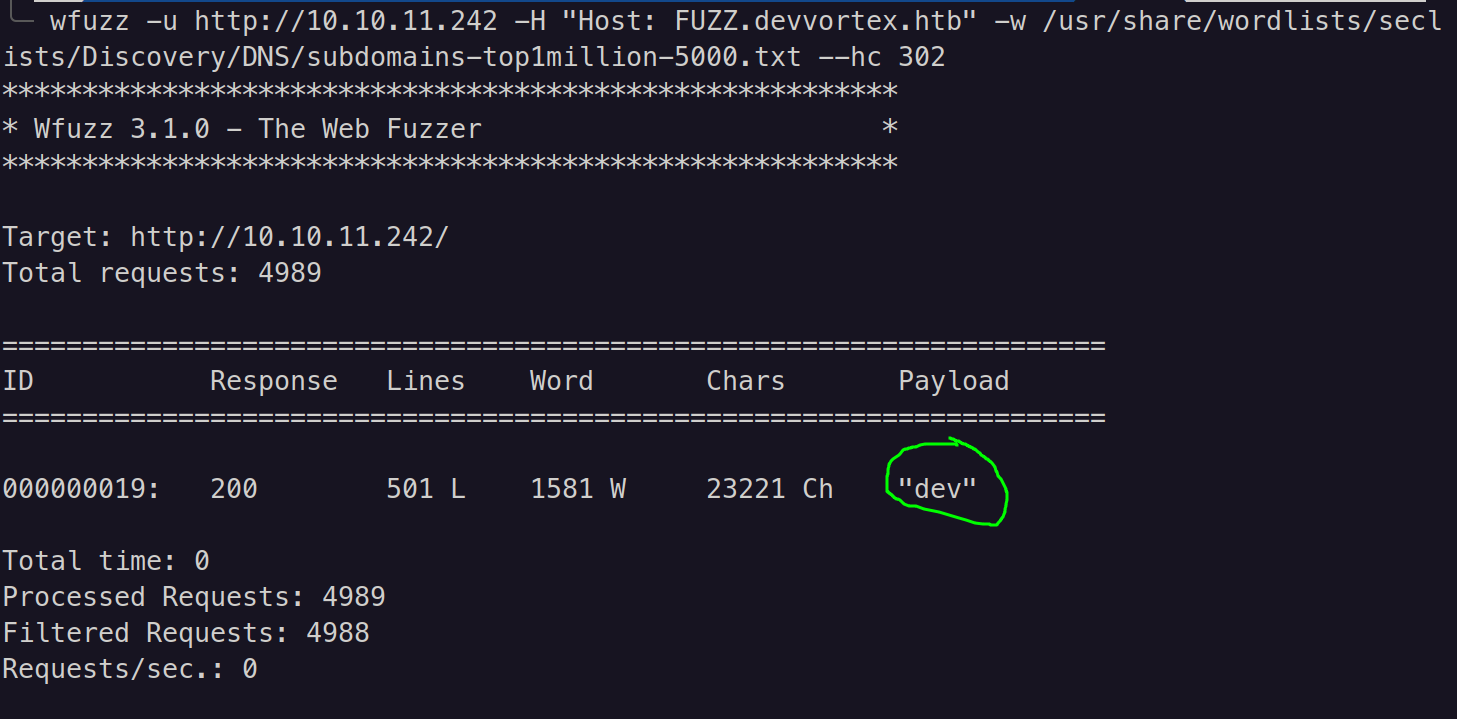 wfuzz -u http://10.10.11.242 -H "Host: FUZZ.devvortex.htb" -w /usr/share/wordlists/secl
ists/Discovery/DNS/subdomains-top1million-5000.txt --hc 302
********************************************************
* Wfuzz 3.1.0 - The Web Fuzzer                         *
********************************************************
Target: http://10.10.11.242/
Total requests: 4989
=====================================================================
ID           Response   Lines    Word       Chars       Payload
=====================================================================
000000019:   200        501 L    1581 W     23221 Ch    "dev"
Total time: 0
Processed Requests: 4989
Filtered Requests: 4988
Requests/sec.: 0